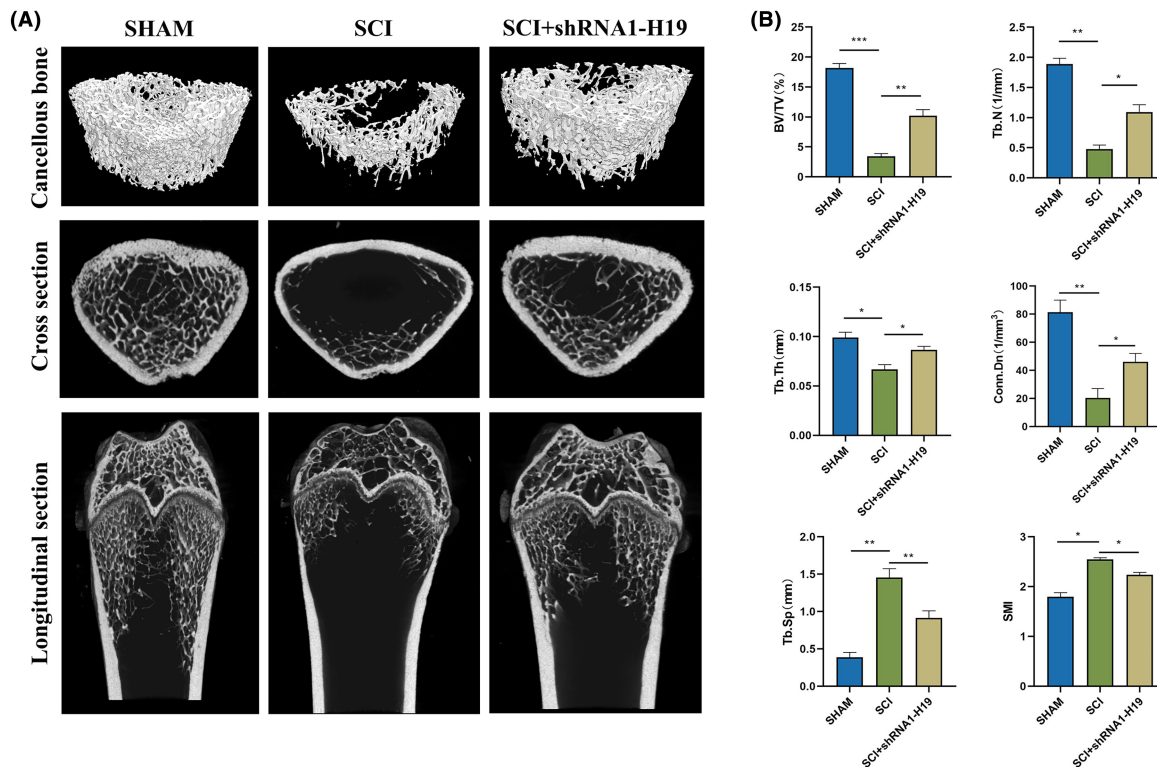 (A)
SHAM SCI SCI+shRNA1-H19
Cancellous bone
Cross section
Longitudinal section
(B)
BV/TV(%)
25
20
15
10
5
0
***
**
SHAM
SCI
SCI+shRNA1-H19
Tb.N(1/mm)
2.5
2.0
1.5
1.0
0.5
0.0
**
*
SHAM
SCI
SCI+shRNA1-H19
Tb.Th(mm)
0.15
0.10
0.05
0.00
*
*
SHAM
SCI
SCI+shRNA1-H19
Conn.Dn(1/mm³)
100
80
60
40
20
0
**
*
SHAM
SCI
SCI+shRNA1-H19
Tb.Sp(mm)
2.0
1.5
1.0
0.5
0.0
**
**
SHAM
SCI
SCI+shRNA1-H19
SMI
3
2
1
0
*
*
SHAM
SCI
SCI+shRNA1-H19